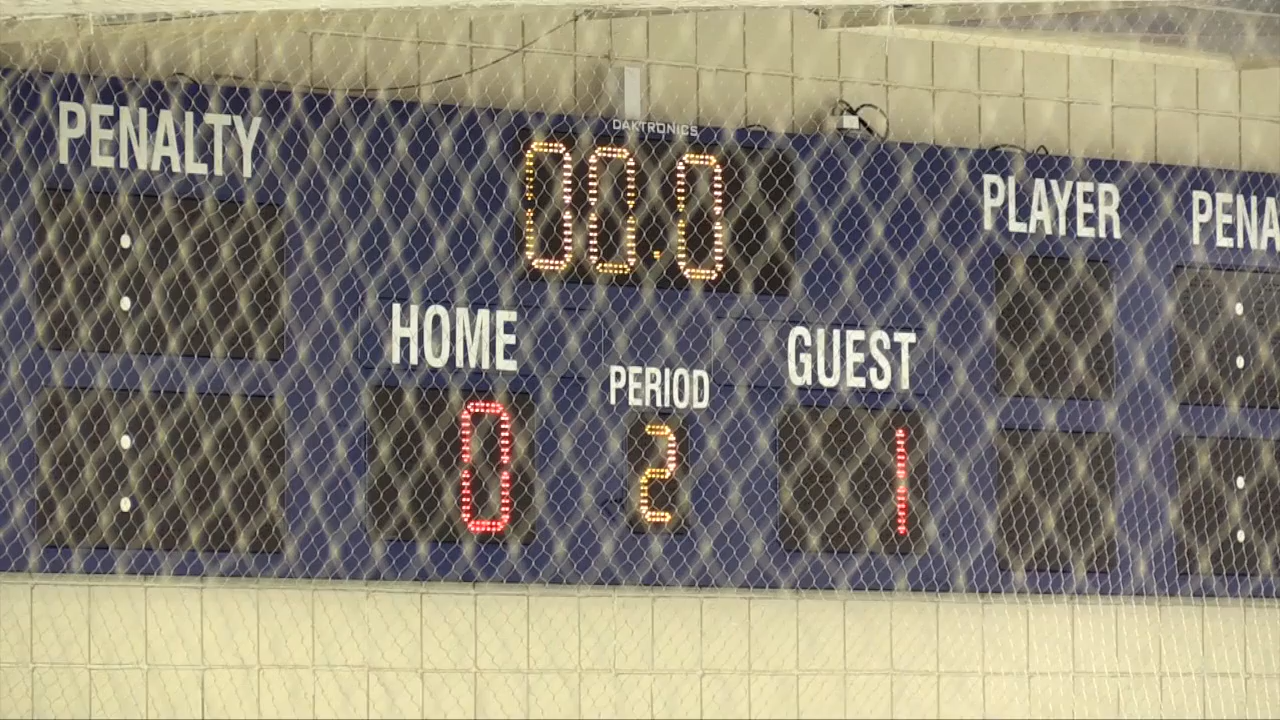 DAKTRONICS
PENALTY
00.0
PLAYER
PENA
HOME
PERIOD
GUEST
0
2
1